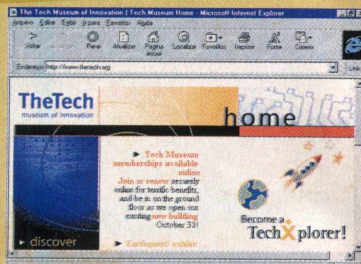 The Tech Museum of Innovation | Tech Museum Home - Microsoft Internet Explorer
Arquivo Editar Exibir Ir para Favoritos Ajuda
Voltar Parar Atualizar Página inicial Localizar Favoritos Imprimir Fonte Correio
Endereço http://www.thetech.org
TheTech
museum of innovation
home
Tech Museum
memberships available
online
Join or renew securely
online for terrific benefits,
and be in on the ground
floor as we open our
exciting new building
October 31!
Earthquest! exhibit
discover
Become a
Tech Xplorer!